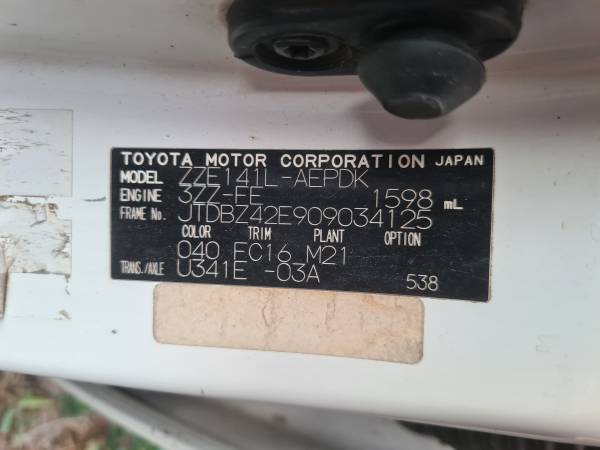 TOYOTA MOTOR CORPORATION JAPAN
MODEL ZZE141L-AEPDK
ENGINE 3ZZ-FE 1598 mL
FRAME No. JTDBZ42E909034125
COLOR TRIM PLANT OPTION
040 FC16 M21
TRANS./AXLE U341E -03A 538